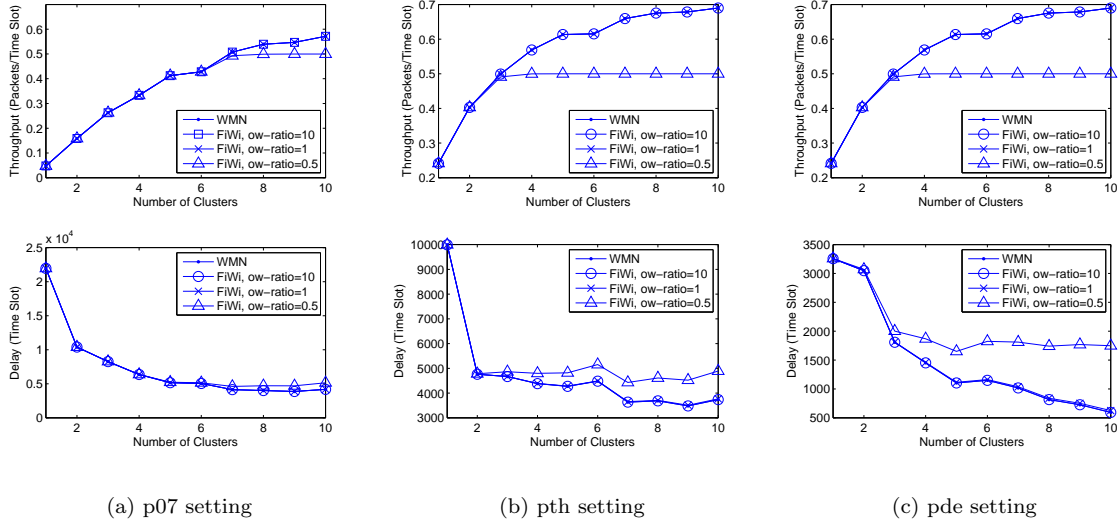 Throughput (Packets/Time Slot)
0.6
0.5
0.4
0.3
0.2
0.1
0
2 4 6 8 10
Number of Clusters
WMN
FiWi, ow-ratio=10
FiWi, ow-ratio=1
FiWi, ow-ratio=0.5
Throughput (Packets/Time Slot)
0.7
0.6
0.5
0.4
0.3
0.2
2 4 6 8 10
Number of Clusters
WMN
FiWi, ow-ratio=10
FiWi, ow-ratio=1
FiWi, ow-ratio=0.5
Throughput (Packets/Time Slot)
0.7
0.6
0.5
0.4
0.3
0.2
2 4 6 8 10
Number of Clusters
WMN
FiWi, ow-ratio=10
FiWi, ow-ratio=1
FiWi, ow-ratio=0.5
Delay (Time Slot)
x 10⁴
2.5
2
1.5
1
0.5
0
2 4 6 8 10
Number of Clusters
WMN
FiWi, ow-ratio=10
FiWi, ow-ratio=1
FiWi, ow-ratio=0.5
Delay (Time Slot)
10000
9000
8000
7000
6000
5000
4000
3000
2 4 6 8 10
Number of Clusters
WMN
FiWi, ow-ratio=10
FiWi, ow-ratio=1
FiWi, ow-ratio=0.5
Delay (Time Slot)
3500
3000
2500
2000
1500
1000
500
2 4 6 8 10
Number of Clusters
WMN
FiWi, ow-ratio=10
FiWi, ow-ratio=1
FiWi, ow-ratio=0.5
(a) p07 setting
(b) pth setting
(c) pde setting